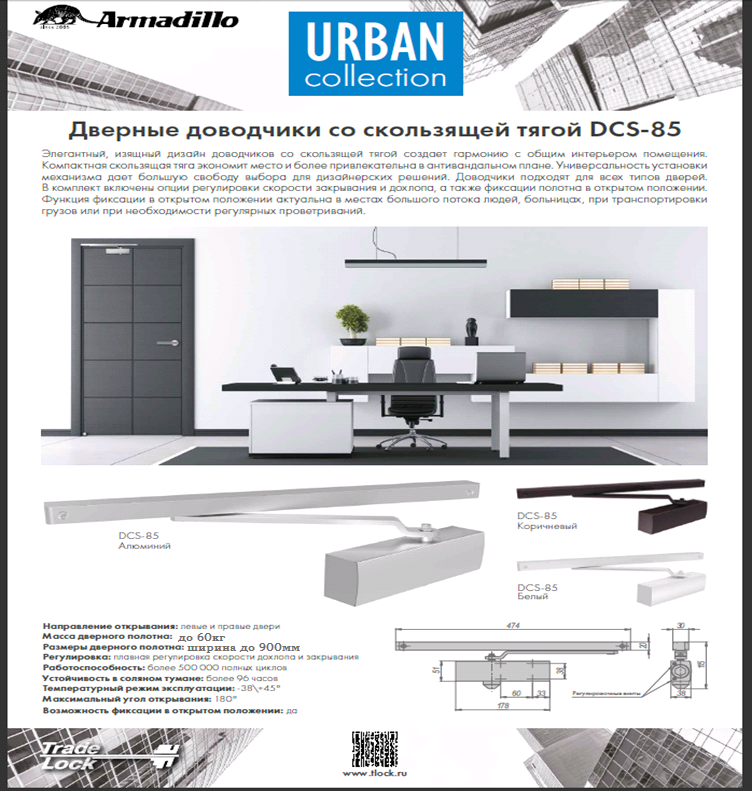 Armadillo
since 2005
URBAN
collection
Дверные доводчики со скользящей тягой DCS-85
Элегантный, изящный дизайн доводчиков со скользящей тягой создает гармонию с общим интерьером помещения.
Компактная скользящая тяга экономит место и более привлекательна в антивандальном плане. Универсальность установки
механизма дает большую свободу выбора для дизайнерских решений. Доводчики подходят для всех типов дверей.
В комплект включены опции регулировки скорости закрывания и дохлопа, а также фиксации полотна в открытом положении.
Функция фиксации в открытом положении актуальна в местах большого потока людей, больницах, при транспортировки
грузов или при необходимости регулярных проветриваний.
DCS-85
Алюминий
DCS-85
Коричневый
DCS-85
Белый
Направление открывания: левые и правые двери
Масса дверного полотна: до 60кг
Размеры дверного полотна: ширина до 900мм
Регулировка: плавная регулировка скорости дохлопа и закрывания
Работоспособность: более 500 000 полных циклов
Устойчивость в соляном тумане: более 96 часов
Температурный режим эксплуатации: -38\+45°
Максимальный угол открывания: 180°
Возможность фиксации в открытом положении: да
474
30
51
38
60
33
178
Регулировочные винты
38
Trade
Lock
www.tlock.ru